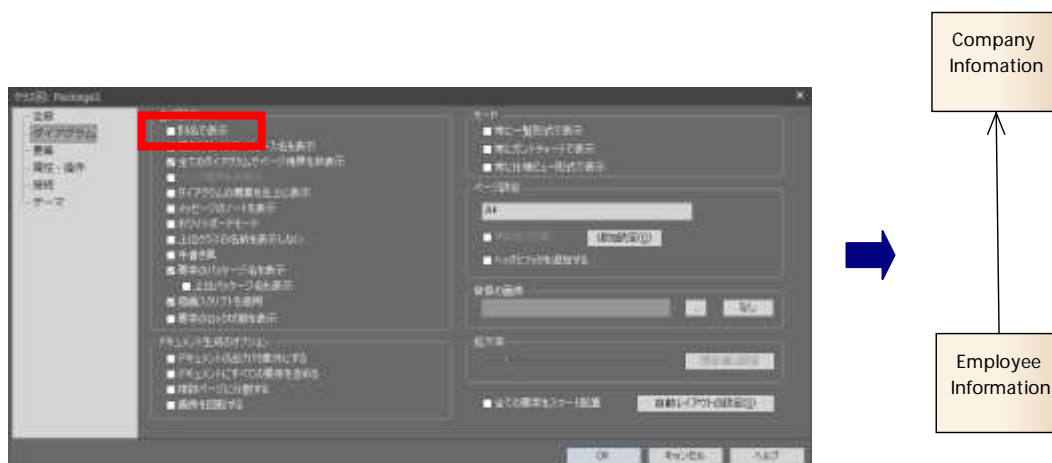 クラス図: Package1
全般
ダイアグラム
要素
属性・操作
接続
テーマ
別名で表示
全てのダイアグラムでページ境界を非表示
ダイアグラムの概要を左上に表示
メッセージのノートを表示
ホワイトボードモード
上位クラスの名前を表示しない
手書き風
要素のパッケージ名を表示
上位パッケージ名も表示
描画スクリプトを適用
要素のロック状態を表示
ドキュメント生成のオプション
ドキュメントの出力対象外にする
ドキュメントにすべての要素を含める
複数ページに分割する
画像を回転する
モード
常に一覧形式で表示
常にガントチャートで表示
常に仕様ビュー形式で表示
ページ設定
A4
追加設定(O)
ヘッダとフッタを追加する
背景の画像
なし
拡大率
全ての要素をスマート配置
自動レイアウトの設定(S)
OK
キャンセル
ヘルプ
Company
Infomation
Employee
Information